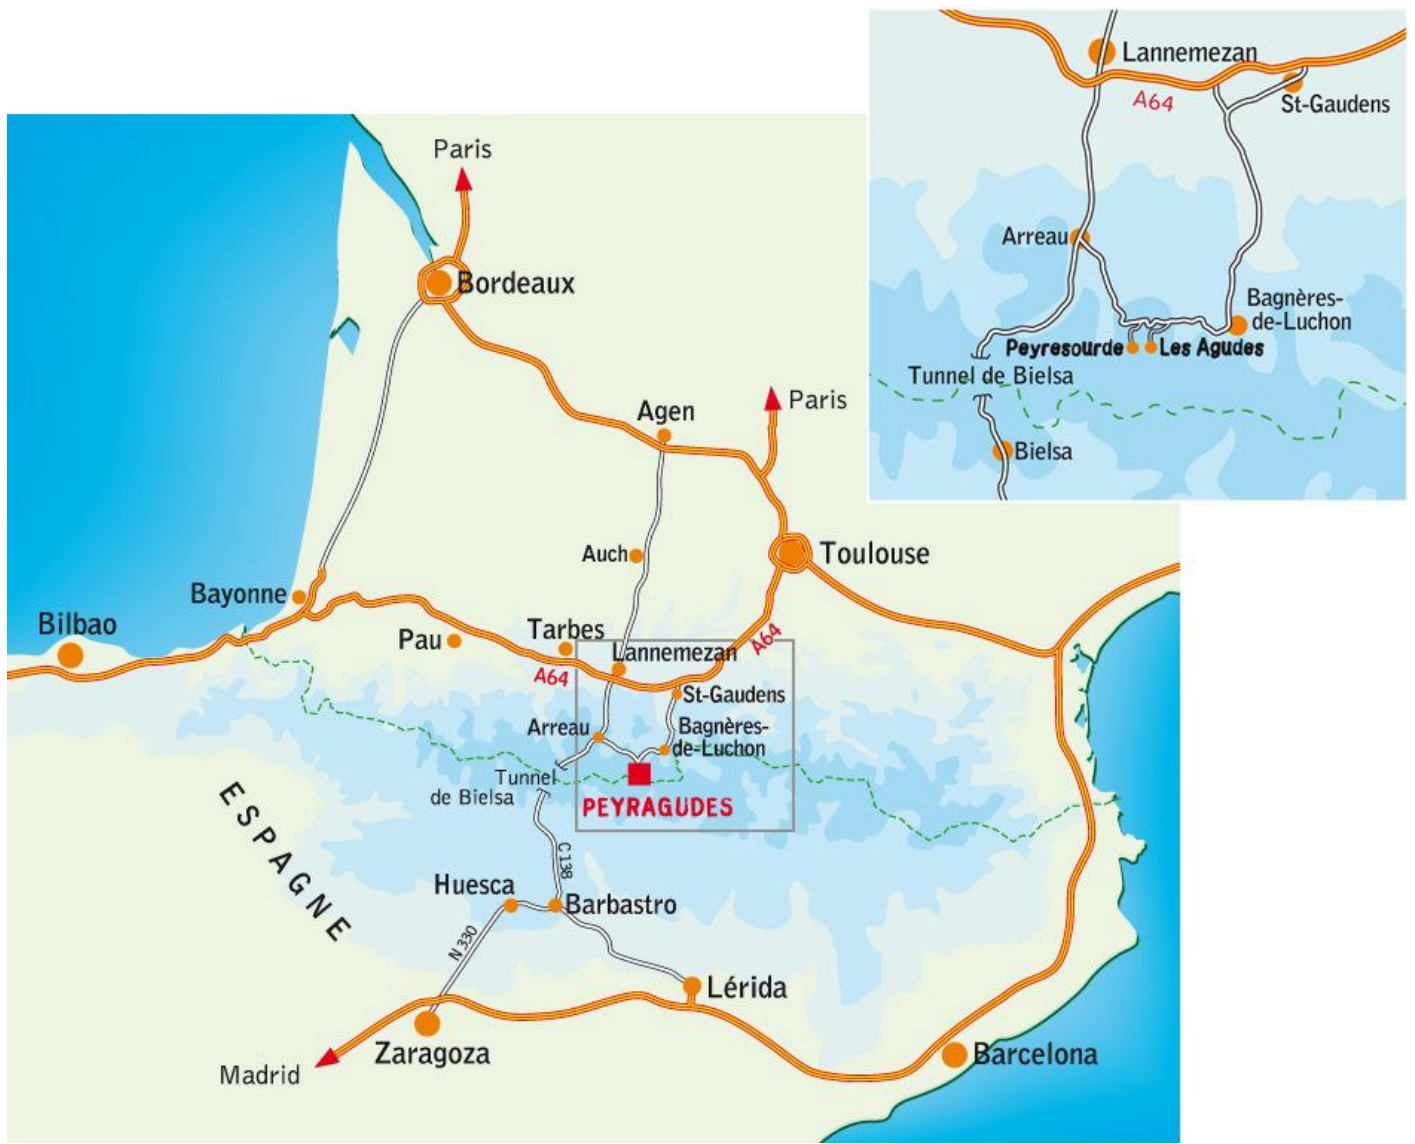 Lannemezan
A64
St-Gaudens
Arreau
Bagnères-
de-Luchon
Peyresourde
Les Agudes
Tunnel de Bielsa
Bielsa
Paris
Bordeaux
Paris
Agen
Auch
Toulouse
Bayonne
Bilbao
Pau
Tarbes
Lannemezan
A64
A64
St-Gaudens
Arreau
Bagnères-
de-Luchon
Tunnel
de Bielsa
PEYRAGUDES
ESPAGNE
C 138
Huesca
Barbastro
N 330
Lérida
Zaragoza
Madrid
Barcelona